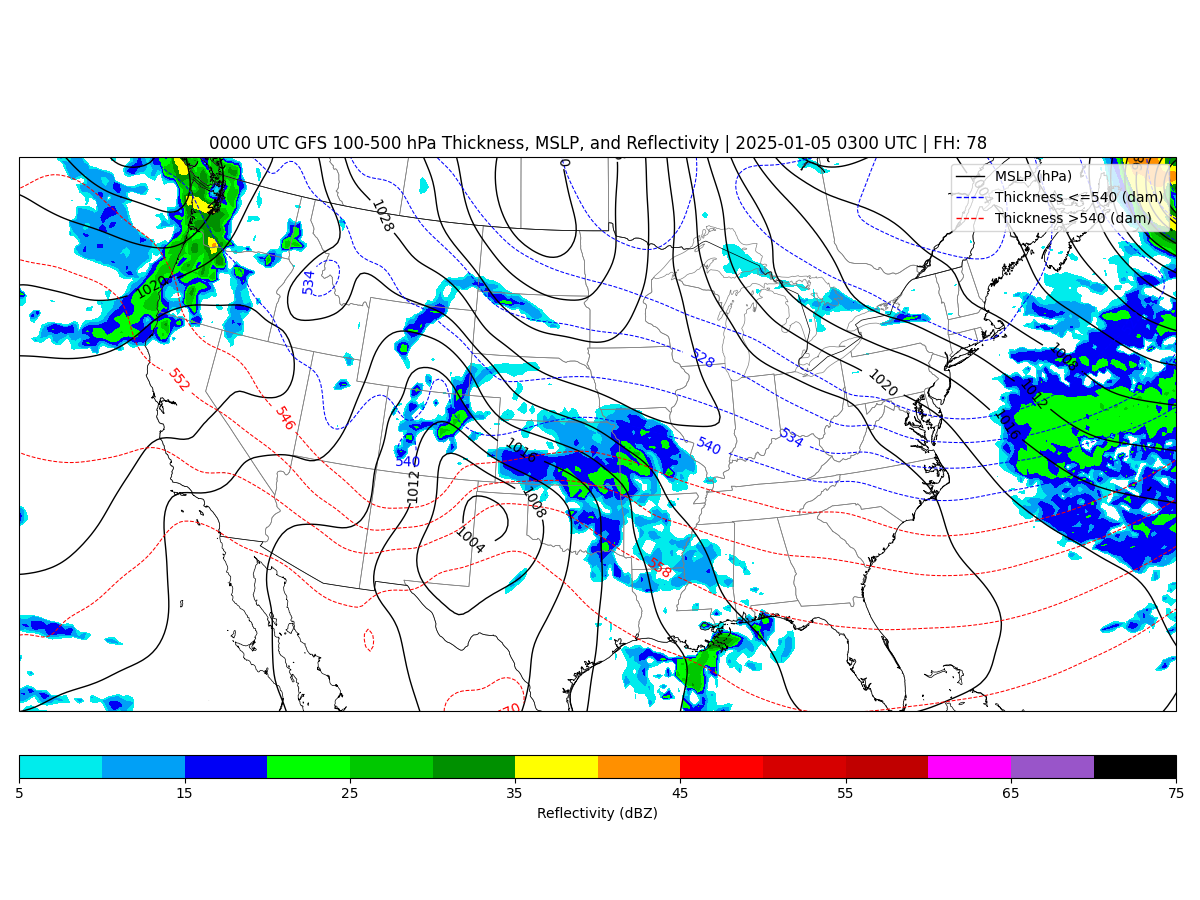 0000 UTC GFS 100-500 hPa Thickness, MSLP, and Reflectivity | 2025-01-05 0300 UTC | FH: 78
MSLP (hPa)
Thickness <=540 (dam)
Thickness >540 (dam)
1028
1020
534
528
1008
1020
552
546
1012
540
534
540
1016
1012
1008
1004
558
5 15 25 35 45 55 65 75
Reflectivity (dBZ)